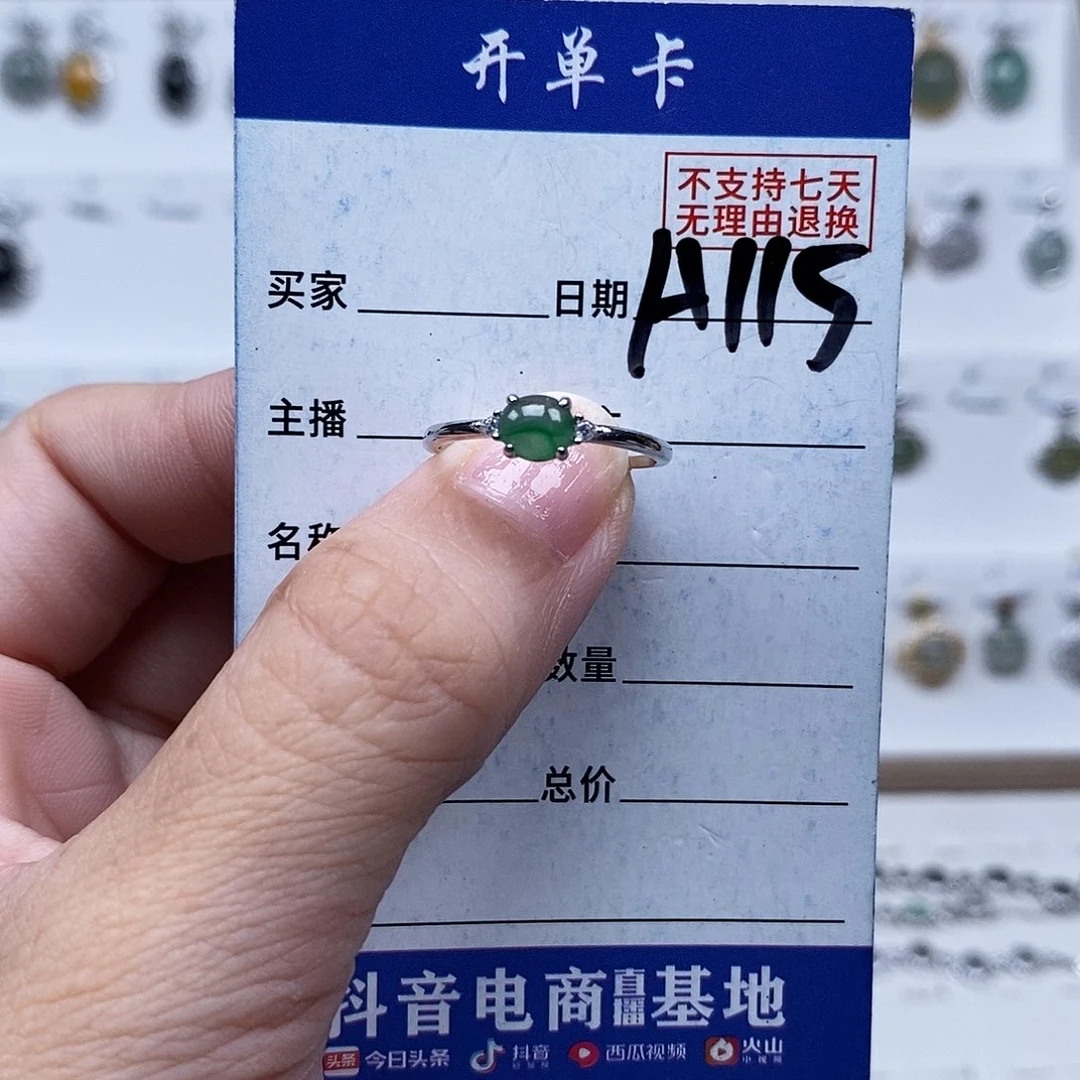 开单卡
不支持七天
无理由退换
A115
买家 日期
主播
名称
数量
总价
抖音电商直播基地
头条 今日头条 抖音 西瓜视频 火山